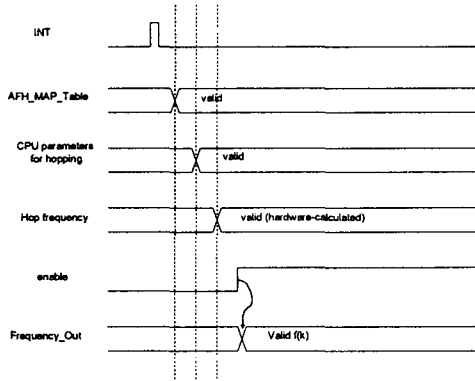 INT
AFH_MAP_Table
valid
CPU parameters
for hopping
valid
Hop frequency
valid (hardware-calculated)
enable
Frequency_Out
Valid f(k)